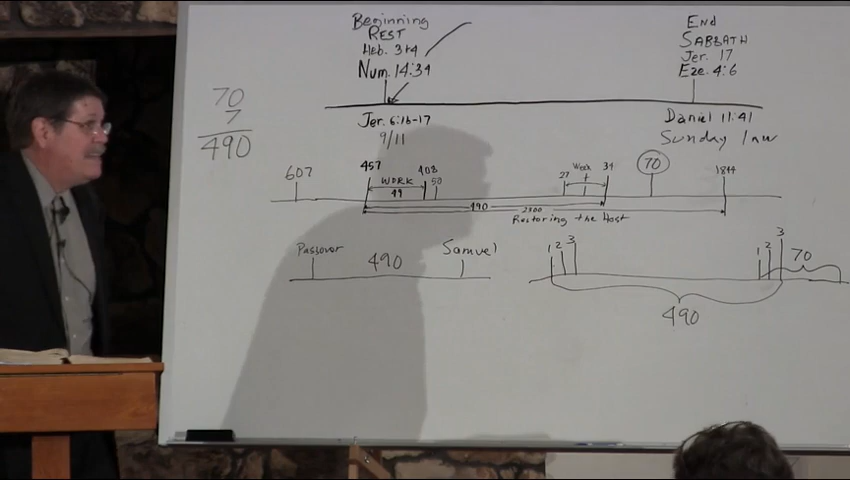 70
7
490
Beginning
REST
Heb. 3+4
Num. 14:34
End
SABBATH
Jer. 17
Eze. 4:6
Jer. 6:16-17
9/11
Daniel 11:41
Sunday law
607
457
WORK
49
408
50
27
Week
34
70
1844
490
2300
Restoring the Host
Passover
490
Samuel
1 2 3
1 2 3
70
490